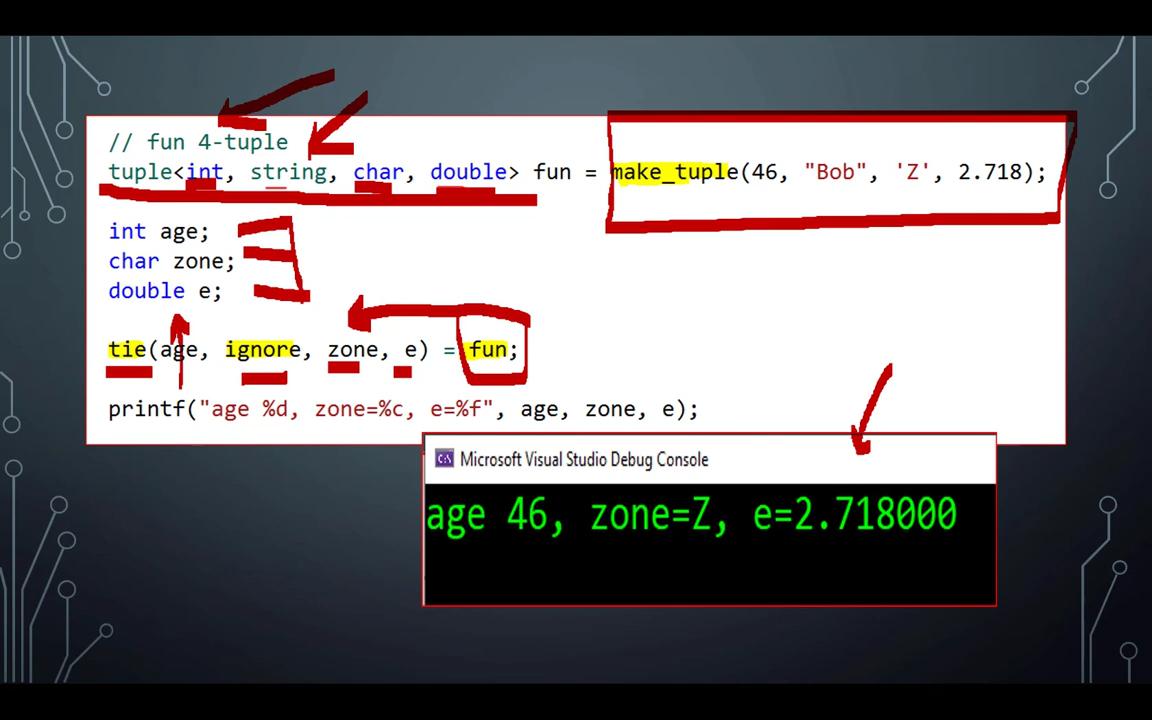 // fun 4-tuple
tuple<int, string, char, double> fun = make_tuple(46, "Bob", 'Z', 2.718);
int age;
char zone;
double e;
tie(age, ignore, zone, e) = fun;
printf("age %d, zone=%c, e=%f", age, zone, e);
C:\ Microsoft Visual Studio Debug Console
age 46, zone=Z, e=2.718000